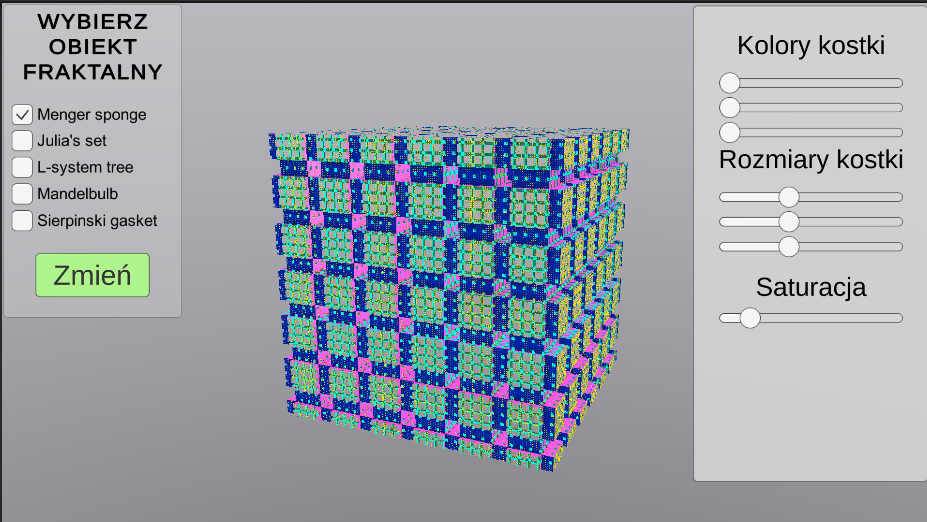 WYBIERZ
OBIEKT
FRAKTALNY
Menger sponge
Julia's set
L-system tree
Mandelbulb
Sierpinski gasket
Zmień
Kolory kostki
Rozmiary kostki
Saturacja